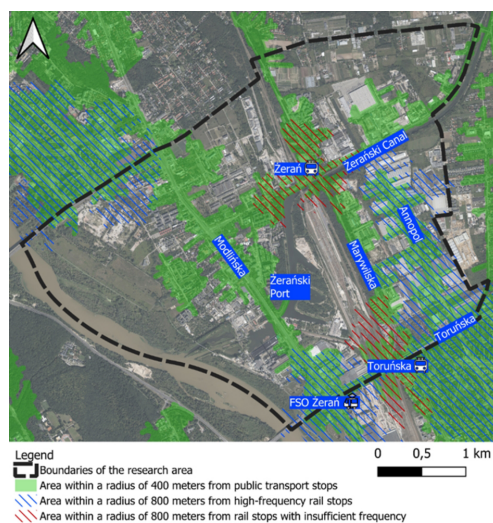 Żerań
Żerański Canal
Annopol
Modlińska
Marywilska
Żerański
Port
Toruńska
Toruńska
FSO Żerań
Legend
Boundaries of the research area
Area within a radius of 400 meters from public transport stops
Area within a radius of 800 meters from high-frequency rail stops
Area within a radius of 800 meters from rail stops with insufficient frequency
0 0,5 1 km